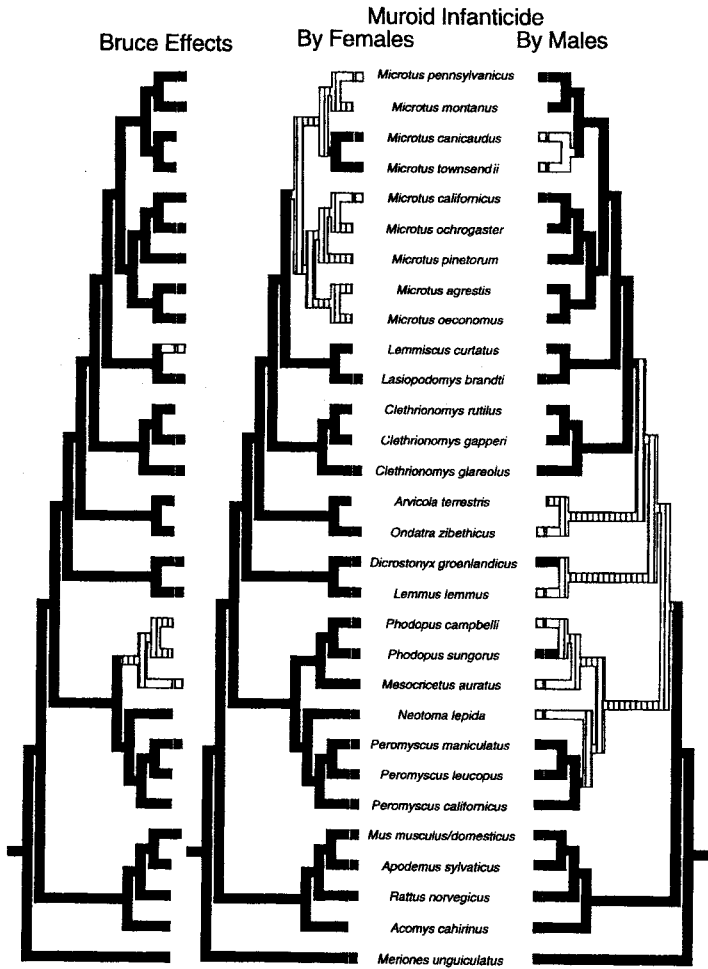 Muroid Infanticide
Bruce Effects By Females By Males
Microtus pennsylvanicus
Microtus montanus
Microtus canicaudus
Microtus townsendii
Microtus californicus
Microtus ochrogaster
Microtus pinetorum
Microtus agrestis
Microtus oeconomus
Lemmiscus curtatus
Lasiopodomys brandti
Clethrionomys rutilus
Clethrionomys gapperi
Clethrionomys glareolus
Arvicola terrestris
Ondatra zibethicus
Dicrostonyx groenlandicus
Lemmus lemmus
Phodopus campbelli
Phodopus sungorus
Mesocricetus auratus
Neotoma lepida
Peromyscus maniculatus
Peromyscus leucopus
Peromyscus californicus
Mus musculus/domesticus
Apodemus sylvaticus
Rattus norvegicus
Acomys cahirinus
Meriones unguiculatus